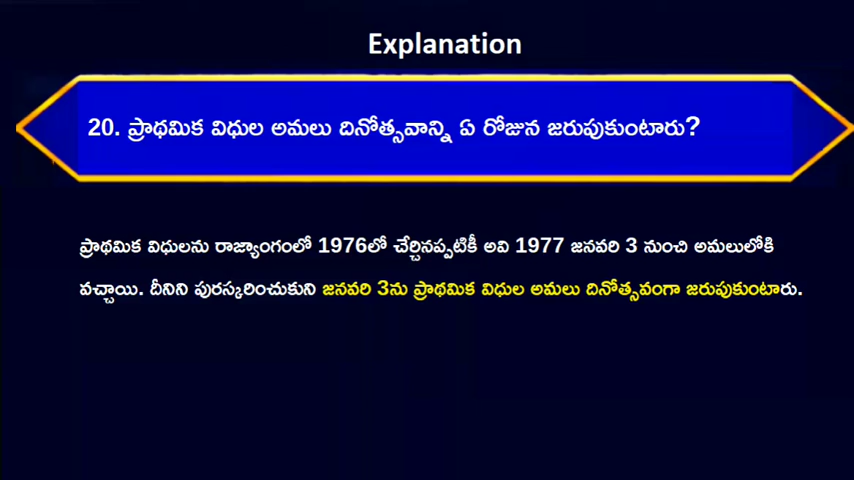 Explanation
20. ప్రాథమిక విధుల అమలు దినోత్సవాన్ని ఏ రోజున జరుపుకుంటారు?
ప్రాథమిక విధులను రాజ్యాంగంలో 1976లో చేర్చినప్పటికీ అవి 1977 జనవరి 3 నుంచి అమలులోకి
వచ్చాయి. దీనిని పురస్కరించుకుని జనవరి 3ను ప్రాథమిక విధుల అమలు దినోత్సవంగా జరుపుకుంటారు.